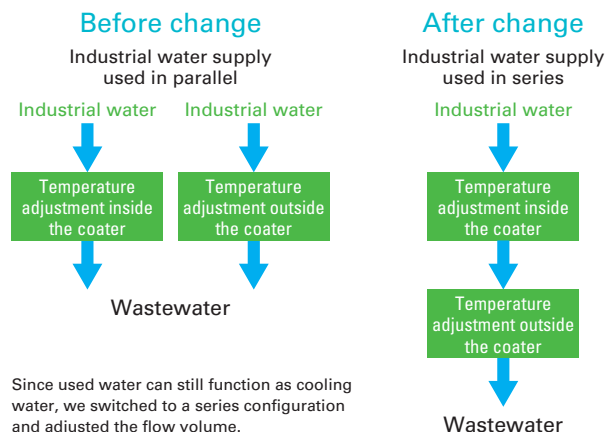 Before change
Industrial water supply
used in parallel
Industrial water
Industrial water
Temperature
adjustment inside
the coater
Temperature
adjustment outside
the coater
Wastewater
Since used water can still function as cooling
water, we switched to a series configuration
and adjusted the flow volume.
After change
Industrial water supply
used in series
Industrial water
Temperature
adjustment inside
the coater
Temperature
adjustment outside
the coater
Wastewater